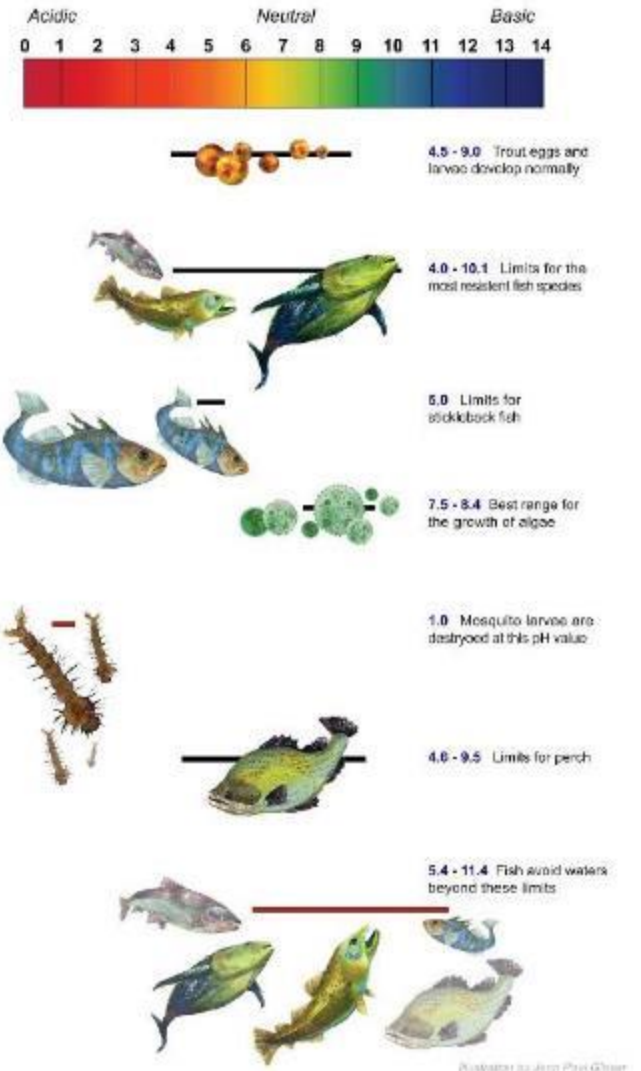 Acidic Neutral Basic
0 1 2 3 4 5 6 7 8 9 10 11 12 13 14
4.5 - 9.0 Trout eggs and
larvae develop normally
4.0 - 10.1 Limits for the
most resistent fish species
5.0 Limits for
stickleback fish
7.5 - 8.4 Best range for
the growth of algae
1.0 Mosquito larvae are
destryoed at this pH value
4.6 - 9.5 Limits for perch
5.4 - 11.4 Fish avoid waters
beyond these limits
Illustration by